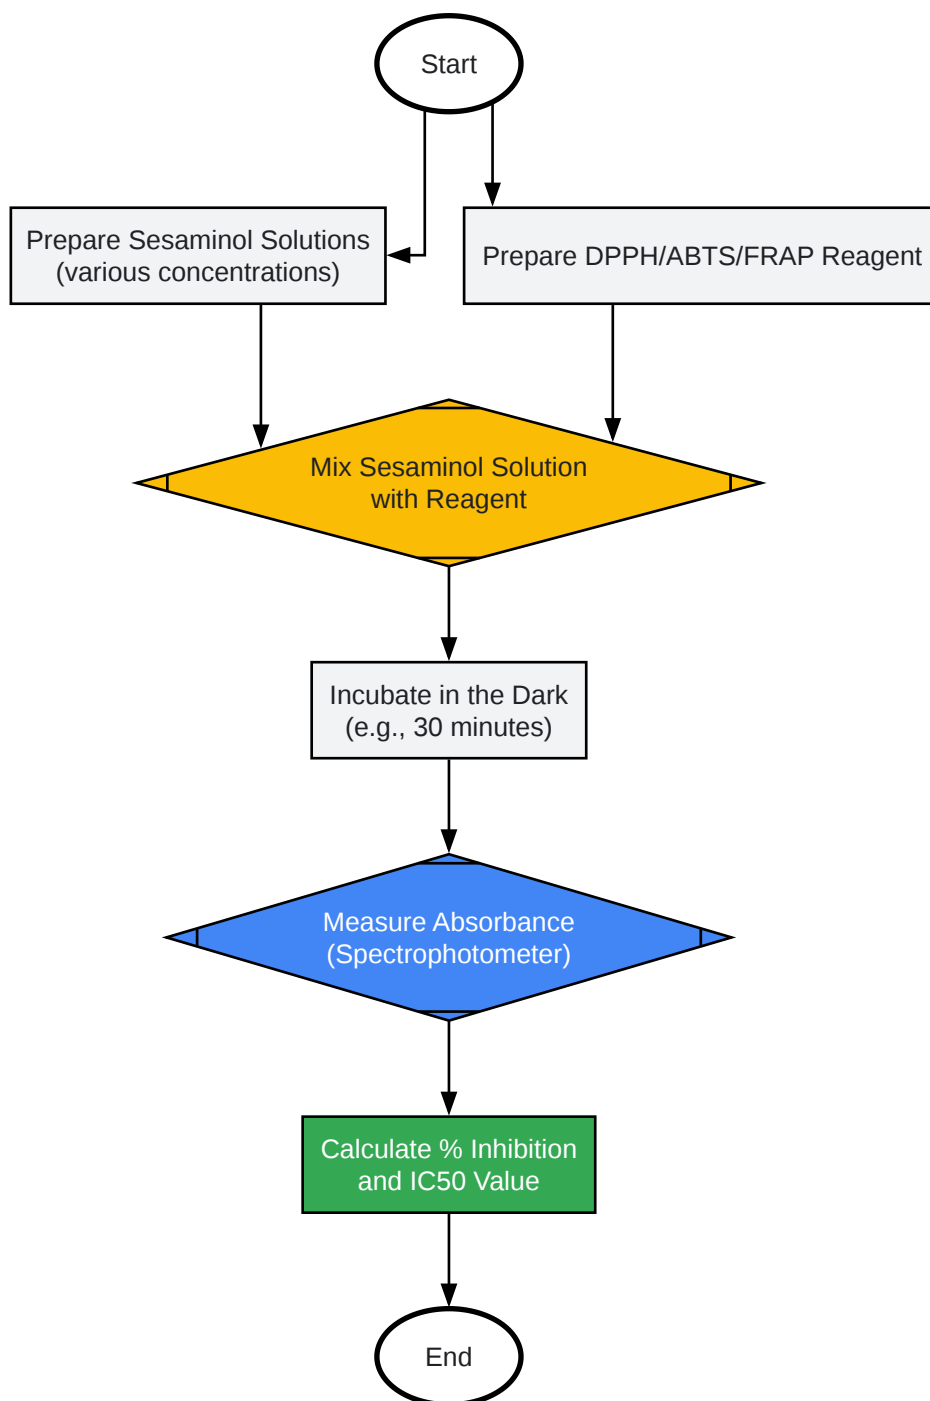 Start
Prepare Sesaminol Solutions
(various concentrations)
Prepare DPPH/ABTS/FRAP Reagent
Mix Sesaminol Solution
with Reagent
Incubate in the Dark
(e.g., 30 minutes)
Measure Absorbance
(Spectrophotometer)
Calculate % Inhibition
and IC50 Value
End